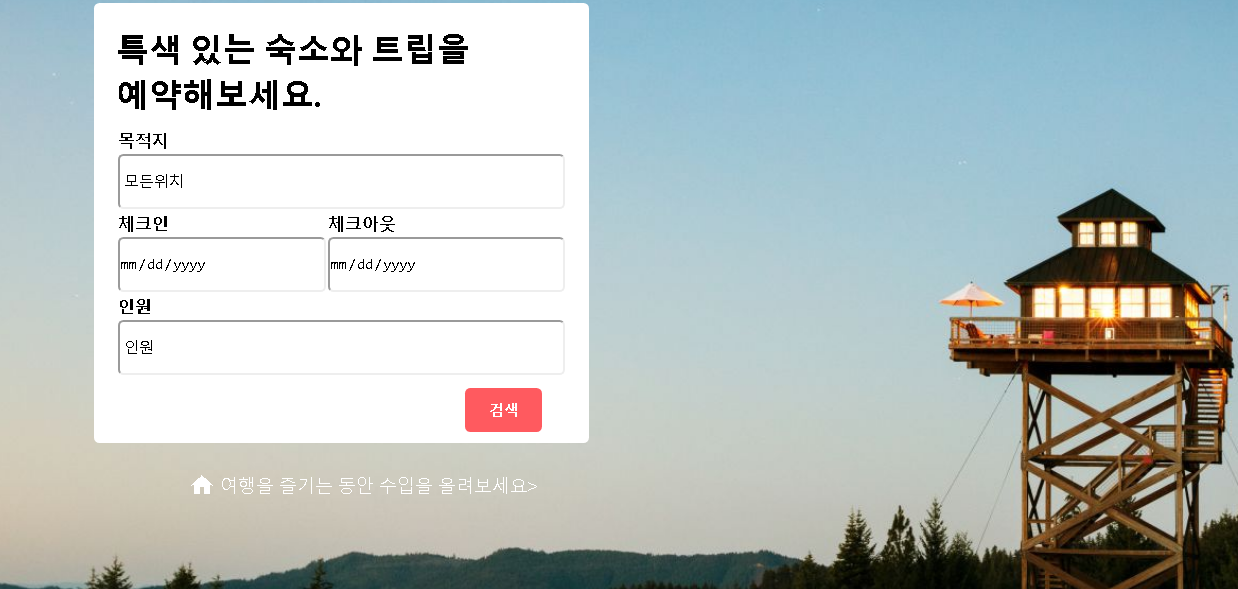 특색 있는 숙소와 트립을
예약해보세요.
목적지
모든위치
체크인 체크아웃
mm/dd/yyyy mm/dd/yyyy
인원
인원
검색
여행을 즐기는 동안 수입을 올려보세요>